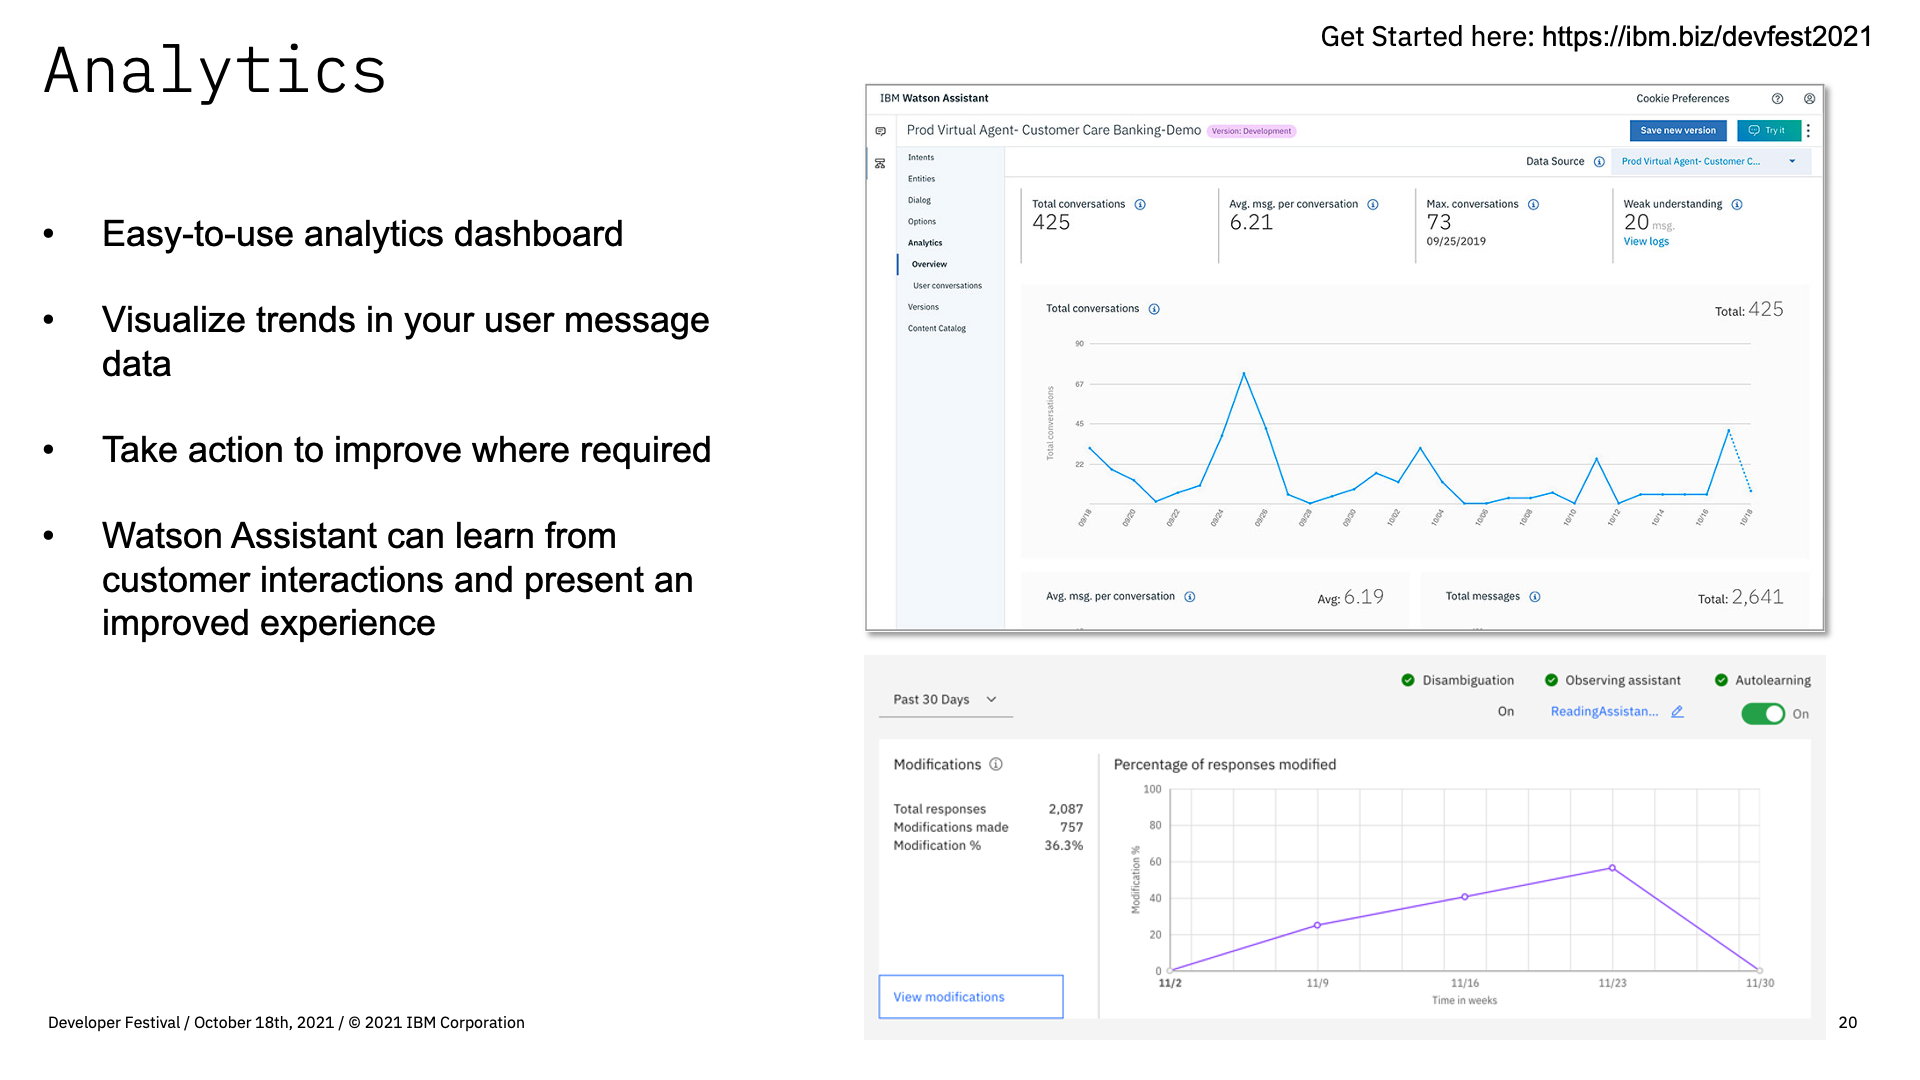 Get Started here: https://ibm.biz/devfest2021
Analytics
• Easy-to-use analytics dashboard
• Visualize trends in your user message
data
• Take action to improve where required
• Watson Assistant can learn from
customer interactions and present an
improved experience
IBM Watson Assistant
Cookie Preferences
Prod Virtual Agent- Customer Care Banking-Demo
Version: Development
Save new version
Try it
Intents
Entities
Dialog
Options
Analytics
Overview
User conversations
Versions
Content Catalog
Data Source
Prod Virtual Agent- Customer C...
Total conversations
425
Avg. msg. per conversation
6.21
Max. conversations
73
09/25/2019
Weak understanding
20 msg.
View logs
Total conversations
Total: 425
Total conversations
90
67
45
22
09/18 09/20 09/22 09/24 09/26 09/28 09/30 10/02 10/04 10/06 10/08 10/10 10/12 10/14 10/16 10/18
Avg. msg. per conversation
Avg: 6.19
Total messages
Total: 2,641
Past 30 Days
Disambiguation
On
Observing assistant
ReadingAssistan...
Autolearning
On
Modifications
Total responses 2,087
Modifications made 757
Modification % 36.3%
View modifications
Percentage of responses modified
Modification %
100
80
60
40
20
0
11/2 11/9 11/16 11/23 11/30
Time in weeks
Developer Festival / October 18th, 2021 / © 2021 IBM Corporation
20